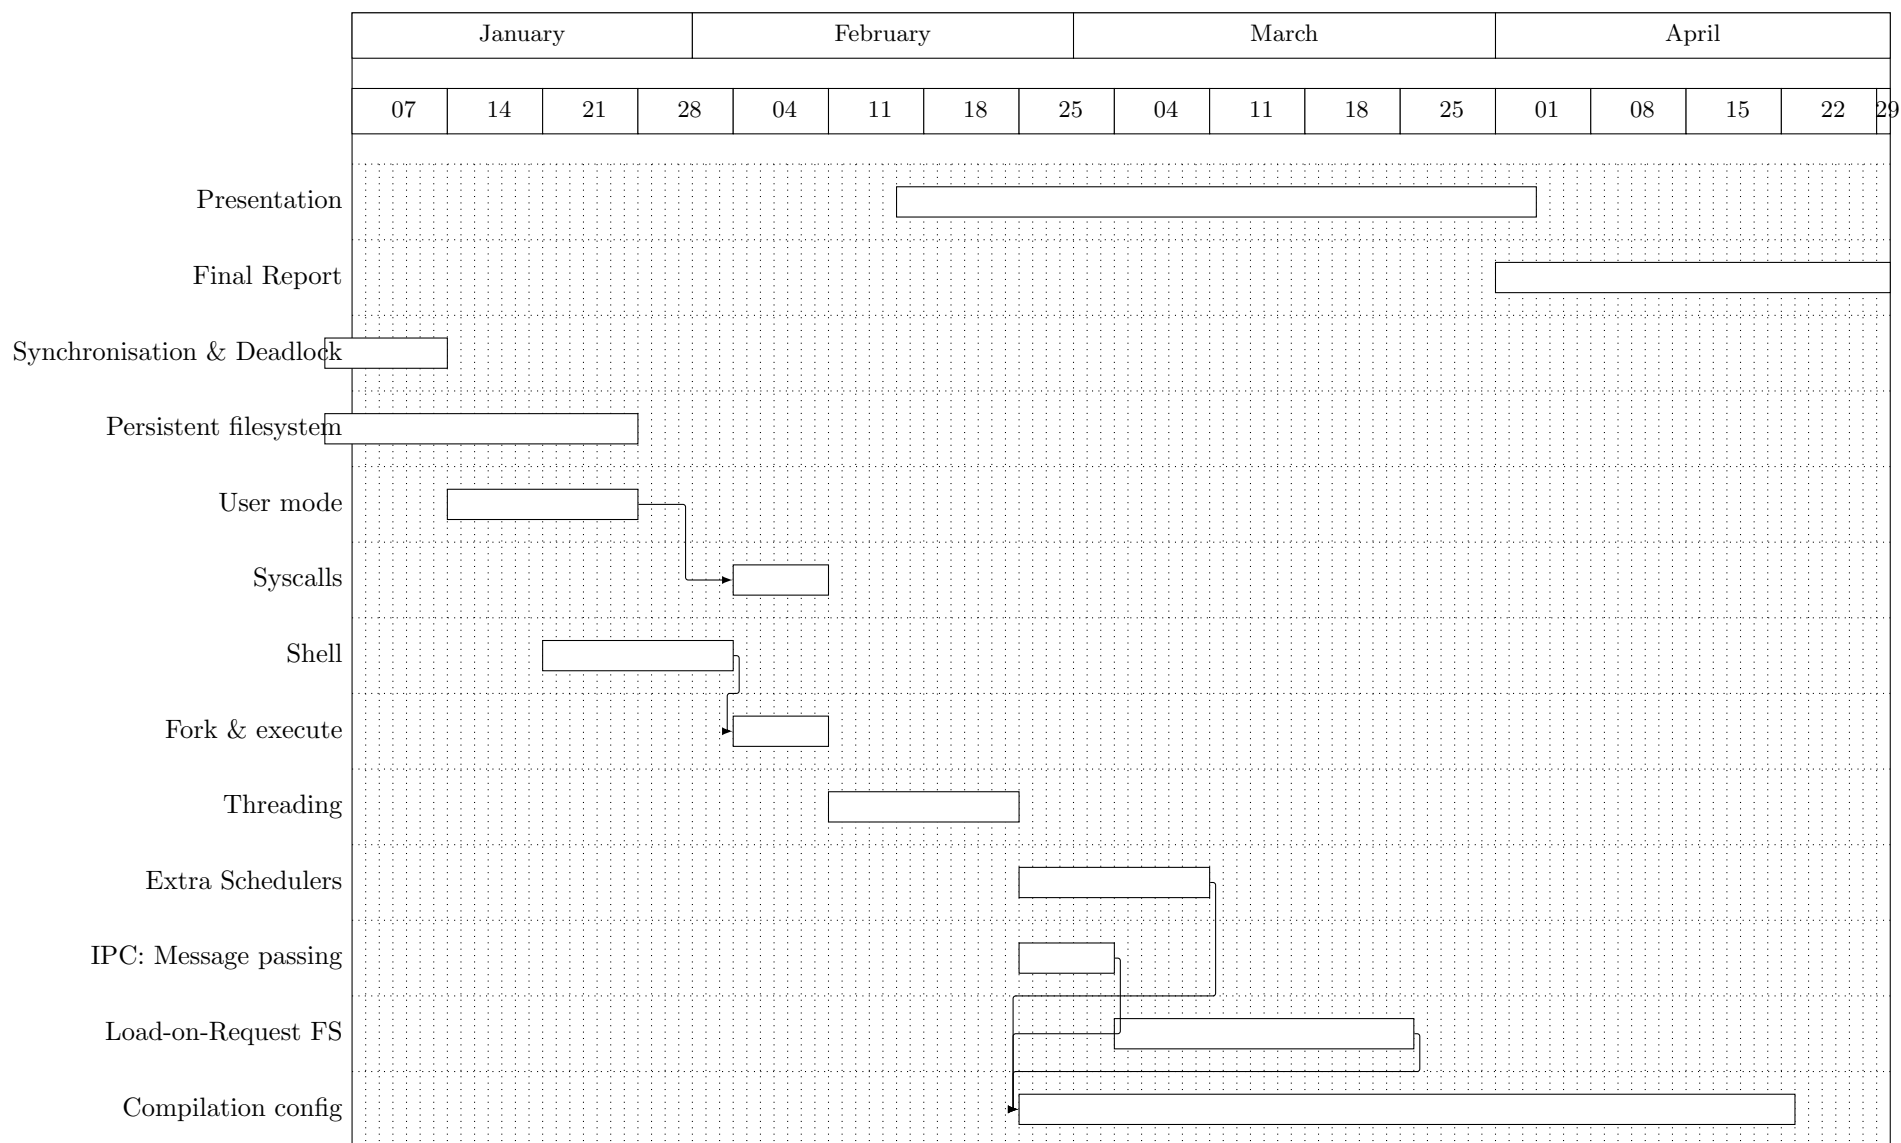 January February March April
07 14 21 28 04 11 18 25 04 11 18 25 01 08 15 22 29
Presentation
Final Report
Synchronisation & Deadlock
Persistent filesystem
User mode
Syscalls
Shell
Fork & execute
Threading
Extra Schedulers
IPC: Message passing
Load-on-Request FS
Compilation config